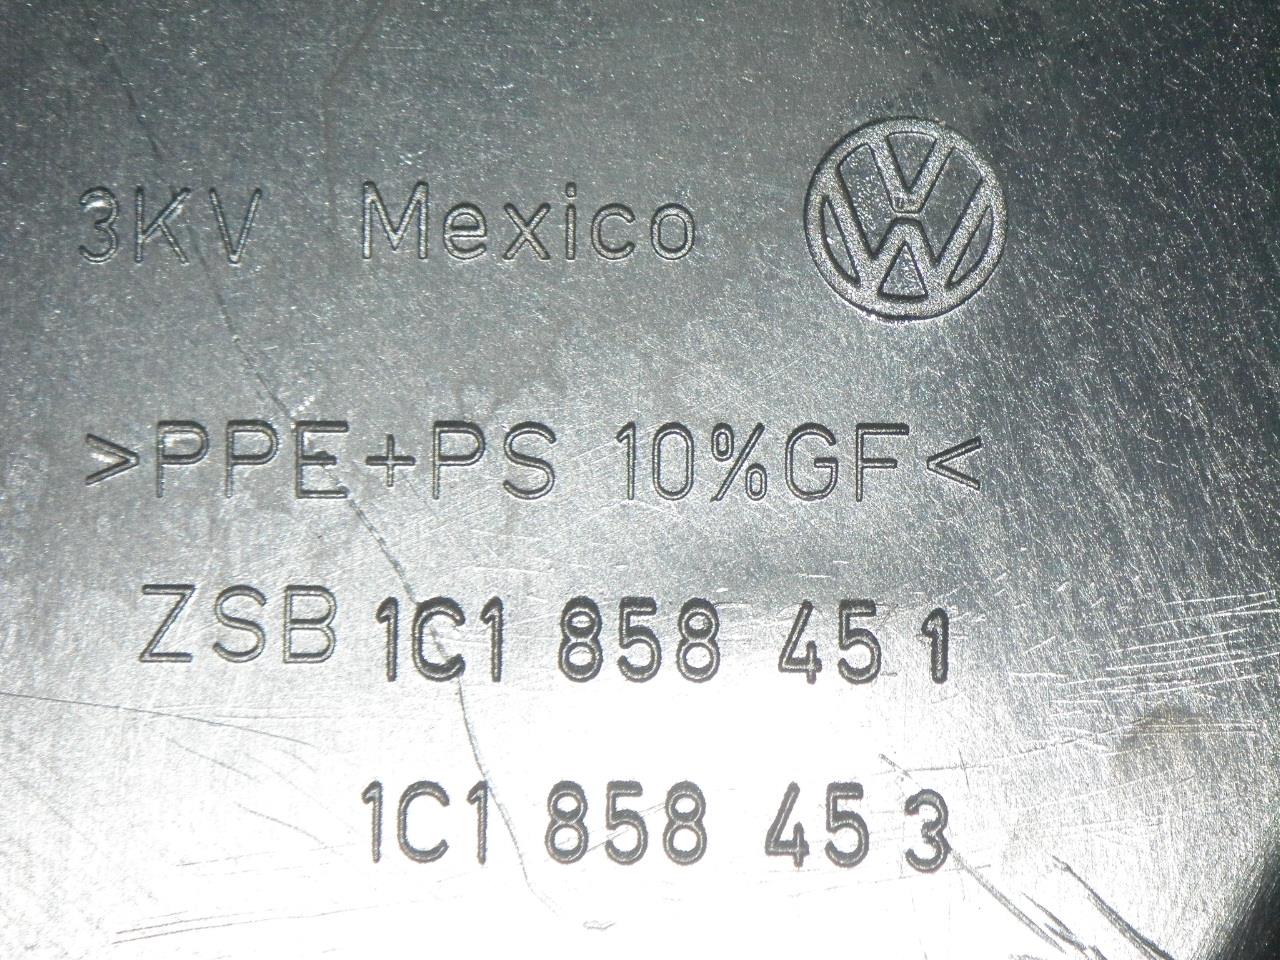 3KV Mexico
>PPE+PS 10%GF<
ZSB 1C1 858 45 1
1C1 858 45 3